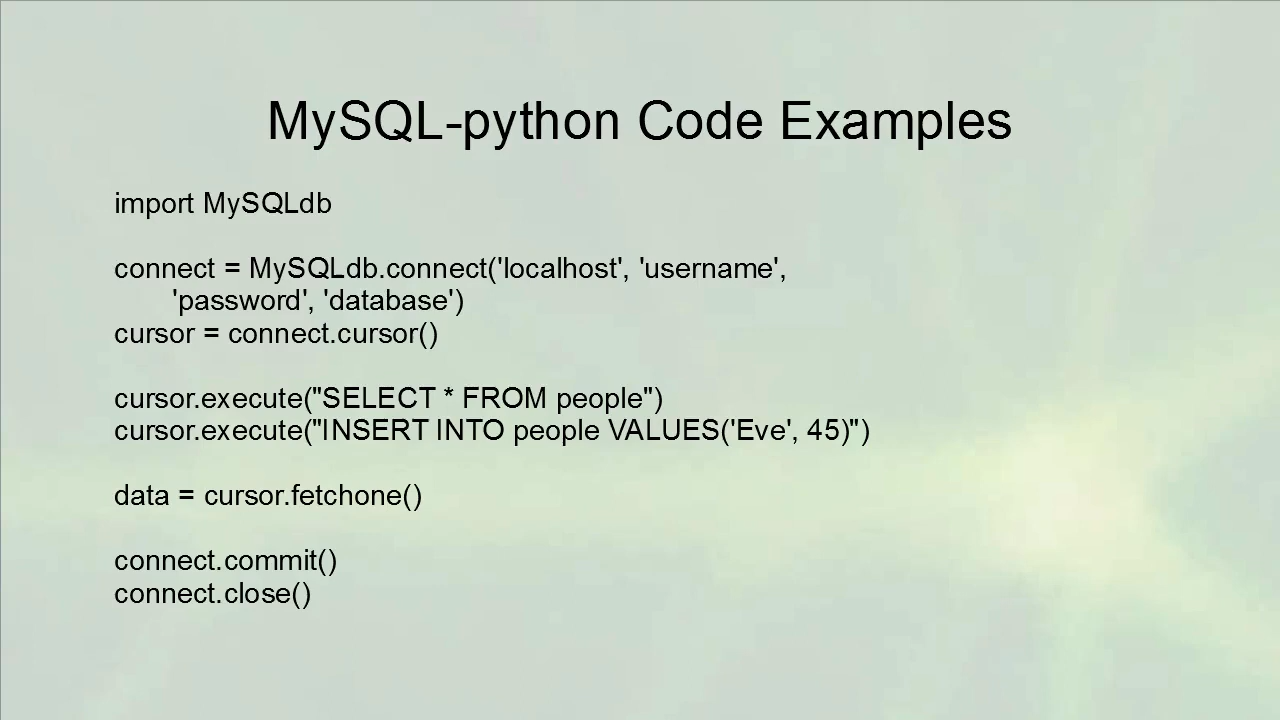 MySQL-python Code Examples
import MySQLdb
connect = MySQLdb.connect('localhost', 'username',
'password', 'database')
cursor = connect.cursor()
cursor.execute("SELECT * FROM people")
cursor.execute("INSERT INTO people VALUES('Eve', 45)")
data = cursor.fetchone()
connect.commit()
connect.close()